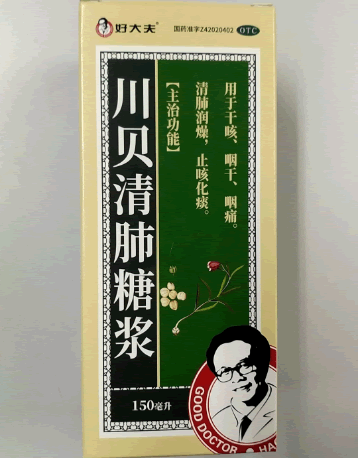 好大夫
国药准字Z42020402
OTC
川贝清肺糖浆
【主治功能】
清肺润燥，止咳化痰。
用于干咳、咽干、咽痛。
150毫升
GOOD DOCTOR